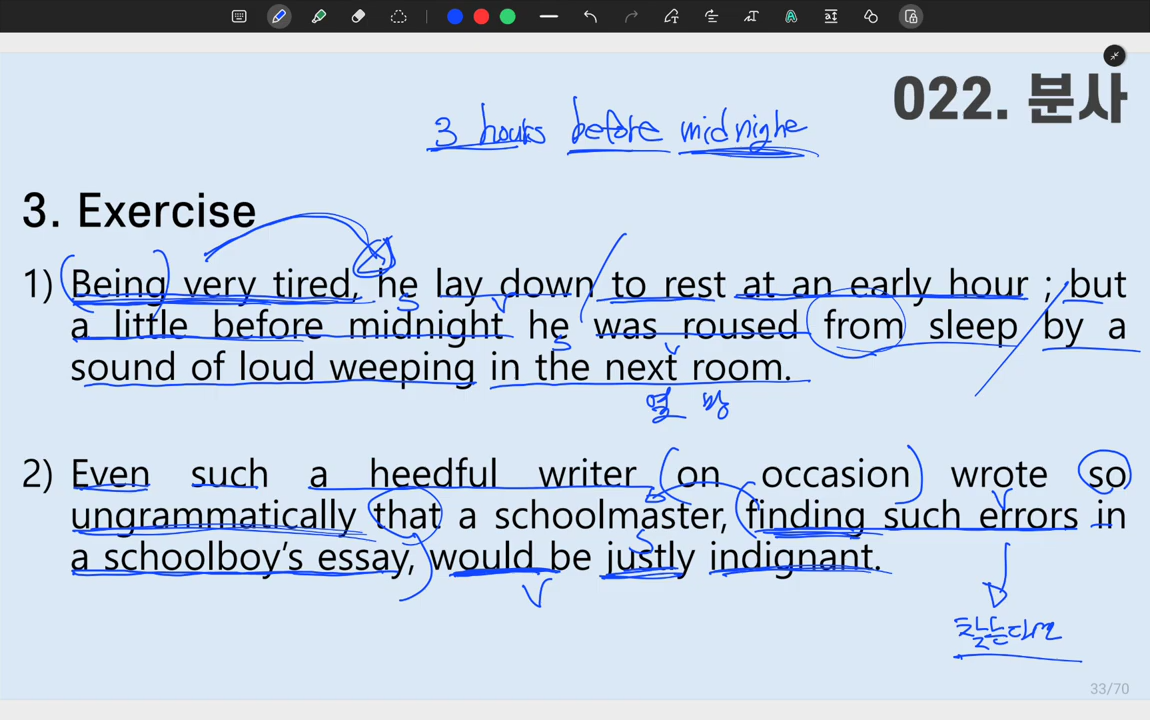 022. 분사
3 hours before midnighe
3. Exercise
1) Being very tired, he lay down to rest at an early hour ; but
a little before midnight he was roused from sleep by a
sound of loud weeping in the next room.
옆 방
2) Even such a heedful writer (on occasion) wrote so
ungrammatically that a schoolmaster, finding such errors in
a schoolboy's essay, would be justly indignant.
찾는다면
33/70